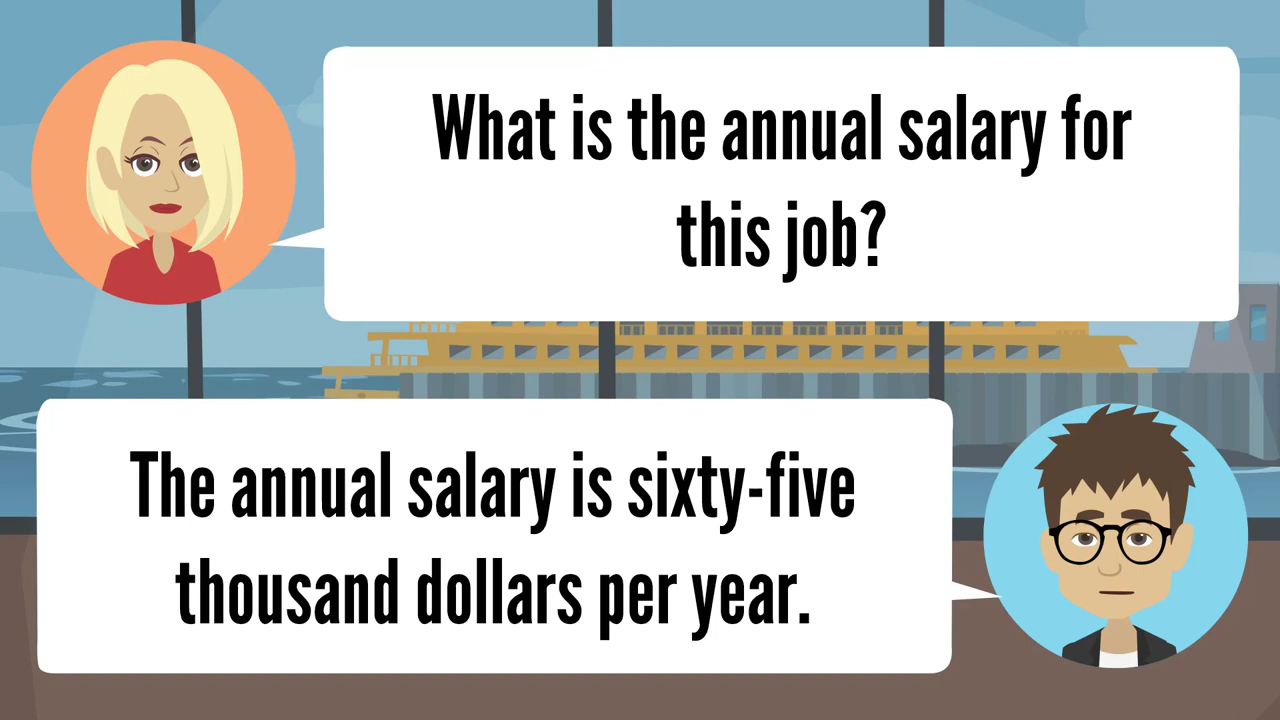 What is the annual salary for
this job?
The annual salary is sixty-five
thousand dollars per year.